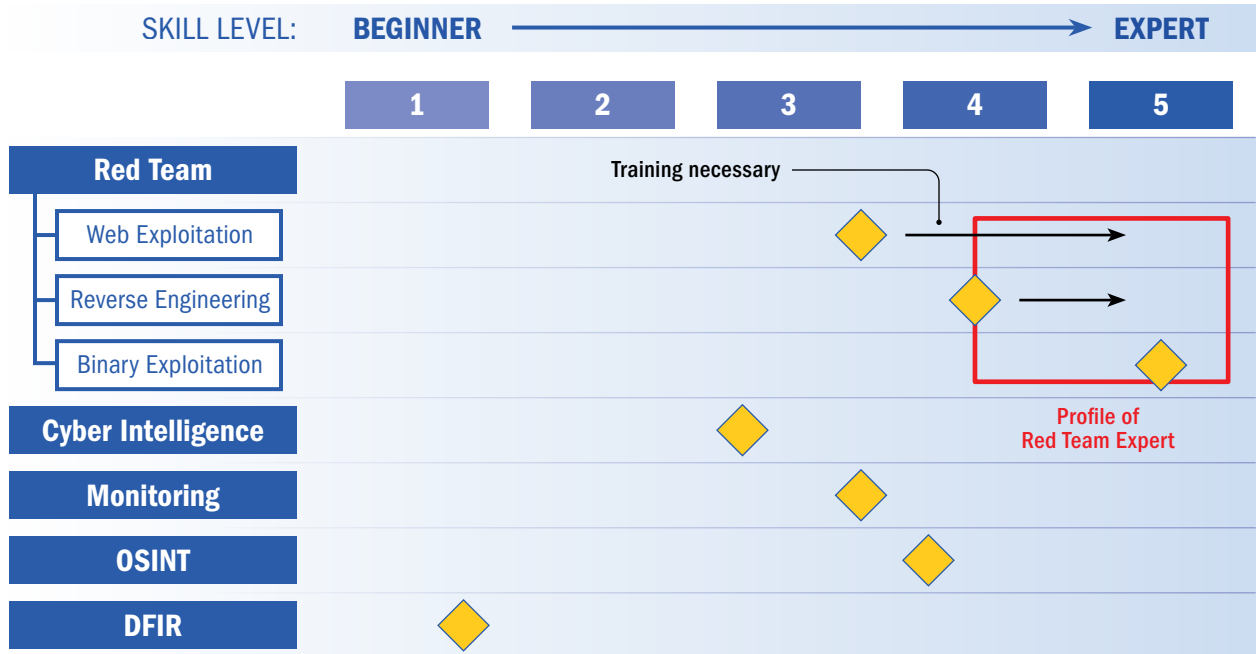 SKILL LEVEL: BEGINNER EXPERT
1 2 3 4 5
Red Team
Training necessary
Web Exploitation
Reverse Engineering
Binary Exploitation
Cyber Intelligence
Profile of
Red Team Expert
Monitoring
OSINT
DFIR